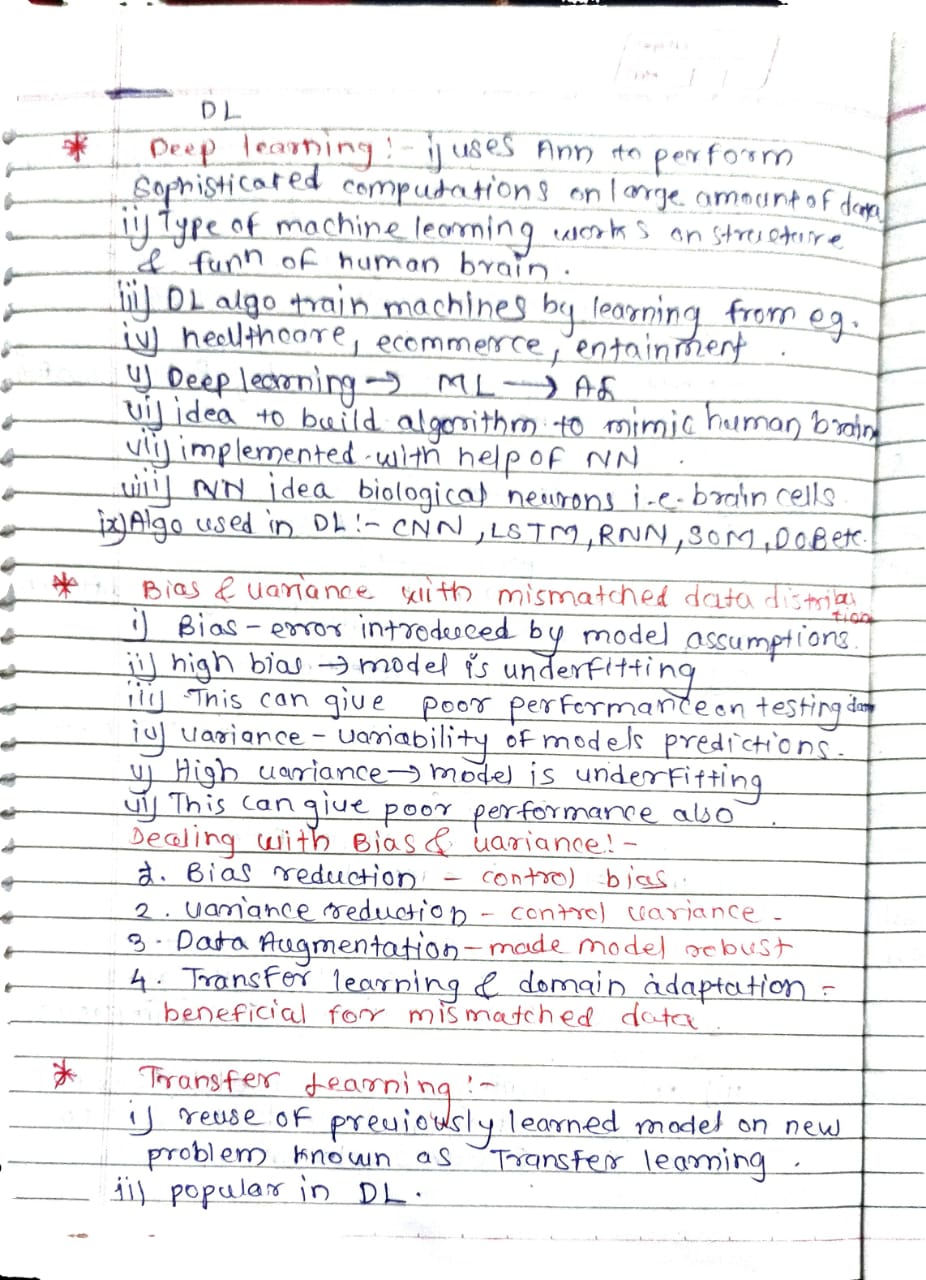 DL
* Deep learning :- i) uses Ann to perform
sophisticated computations on large amount of data
ii) Type of machine learning works on structure
& funn of human brain.
iii) DL algo train machines by learning from eg.
iv) healthcare, ecommerce, entainment.
v) Deep learning → ML → AI
vi) idea to build algorithm to mimic human brain
vii) implemented with help of NN.
viii) NN idea biological neurons i.e. brain cells
ix) Algo used in DL :- CNN, LSTM, RNN, SOM, DOB etc.
* Bias & variance with mismatched data distribution
i) Bias - error introduced by model assumptions.
ii) high bias → model is underfitting
iii) This can give poor performance on testing data
iv) variance - variability of models predictions.
v) High variance → model is underfitting
vi) This can give poor performance also.
Dealing with Bias & variance :-
1. Bias reduction - control bias.
2. variance reduction - control variance -
3. Data Augmentation - made model robust
4. Transfer learning & domain adaptation =
beneficial for mismatched data
* Transfer Learning :-
i) reuse of previously learned model on new
problem known as Transfer learning.
ii) popular in DL.